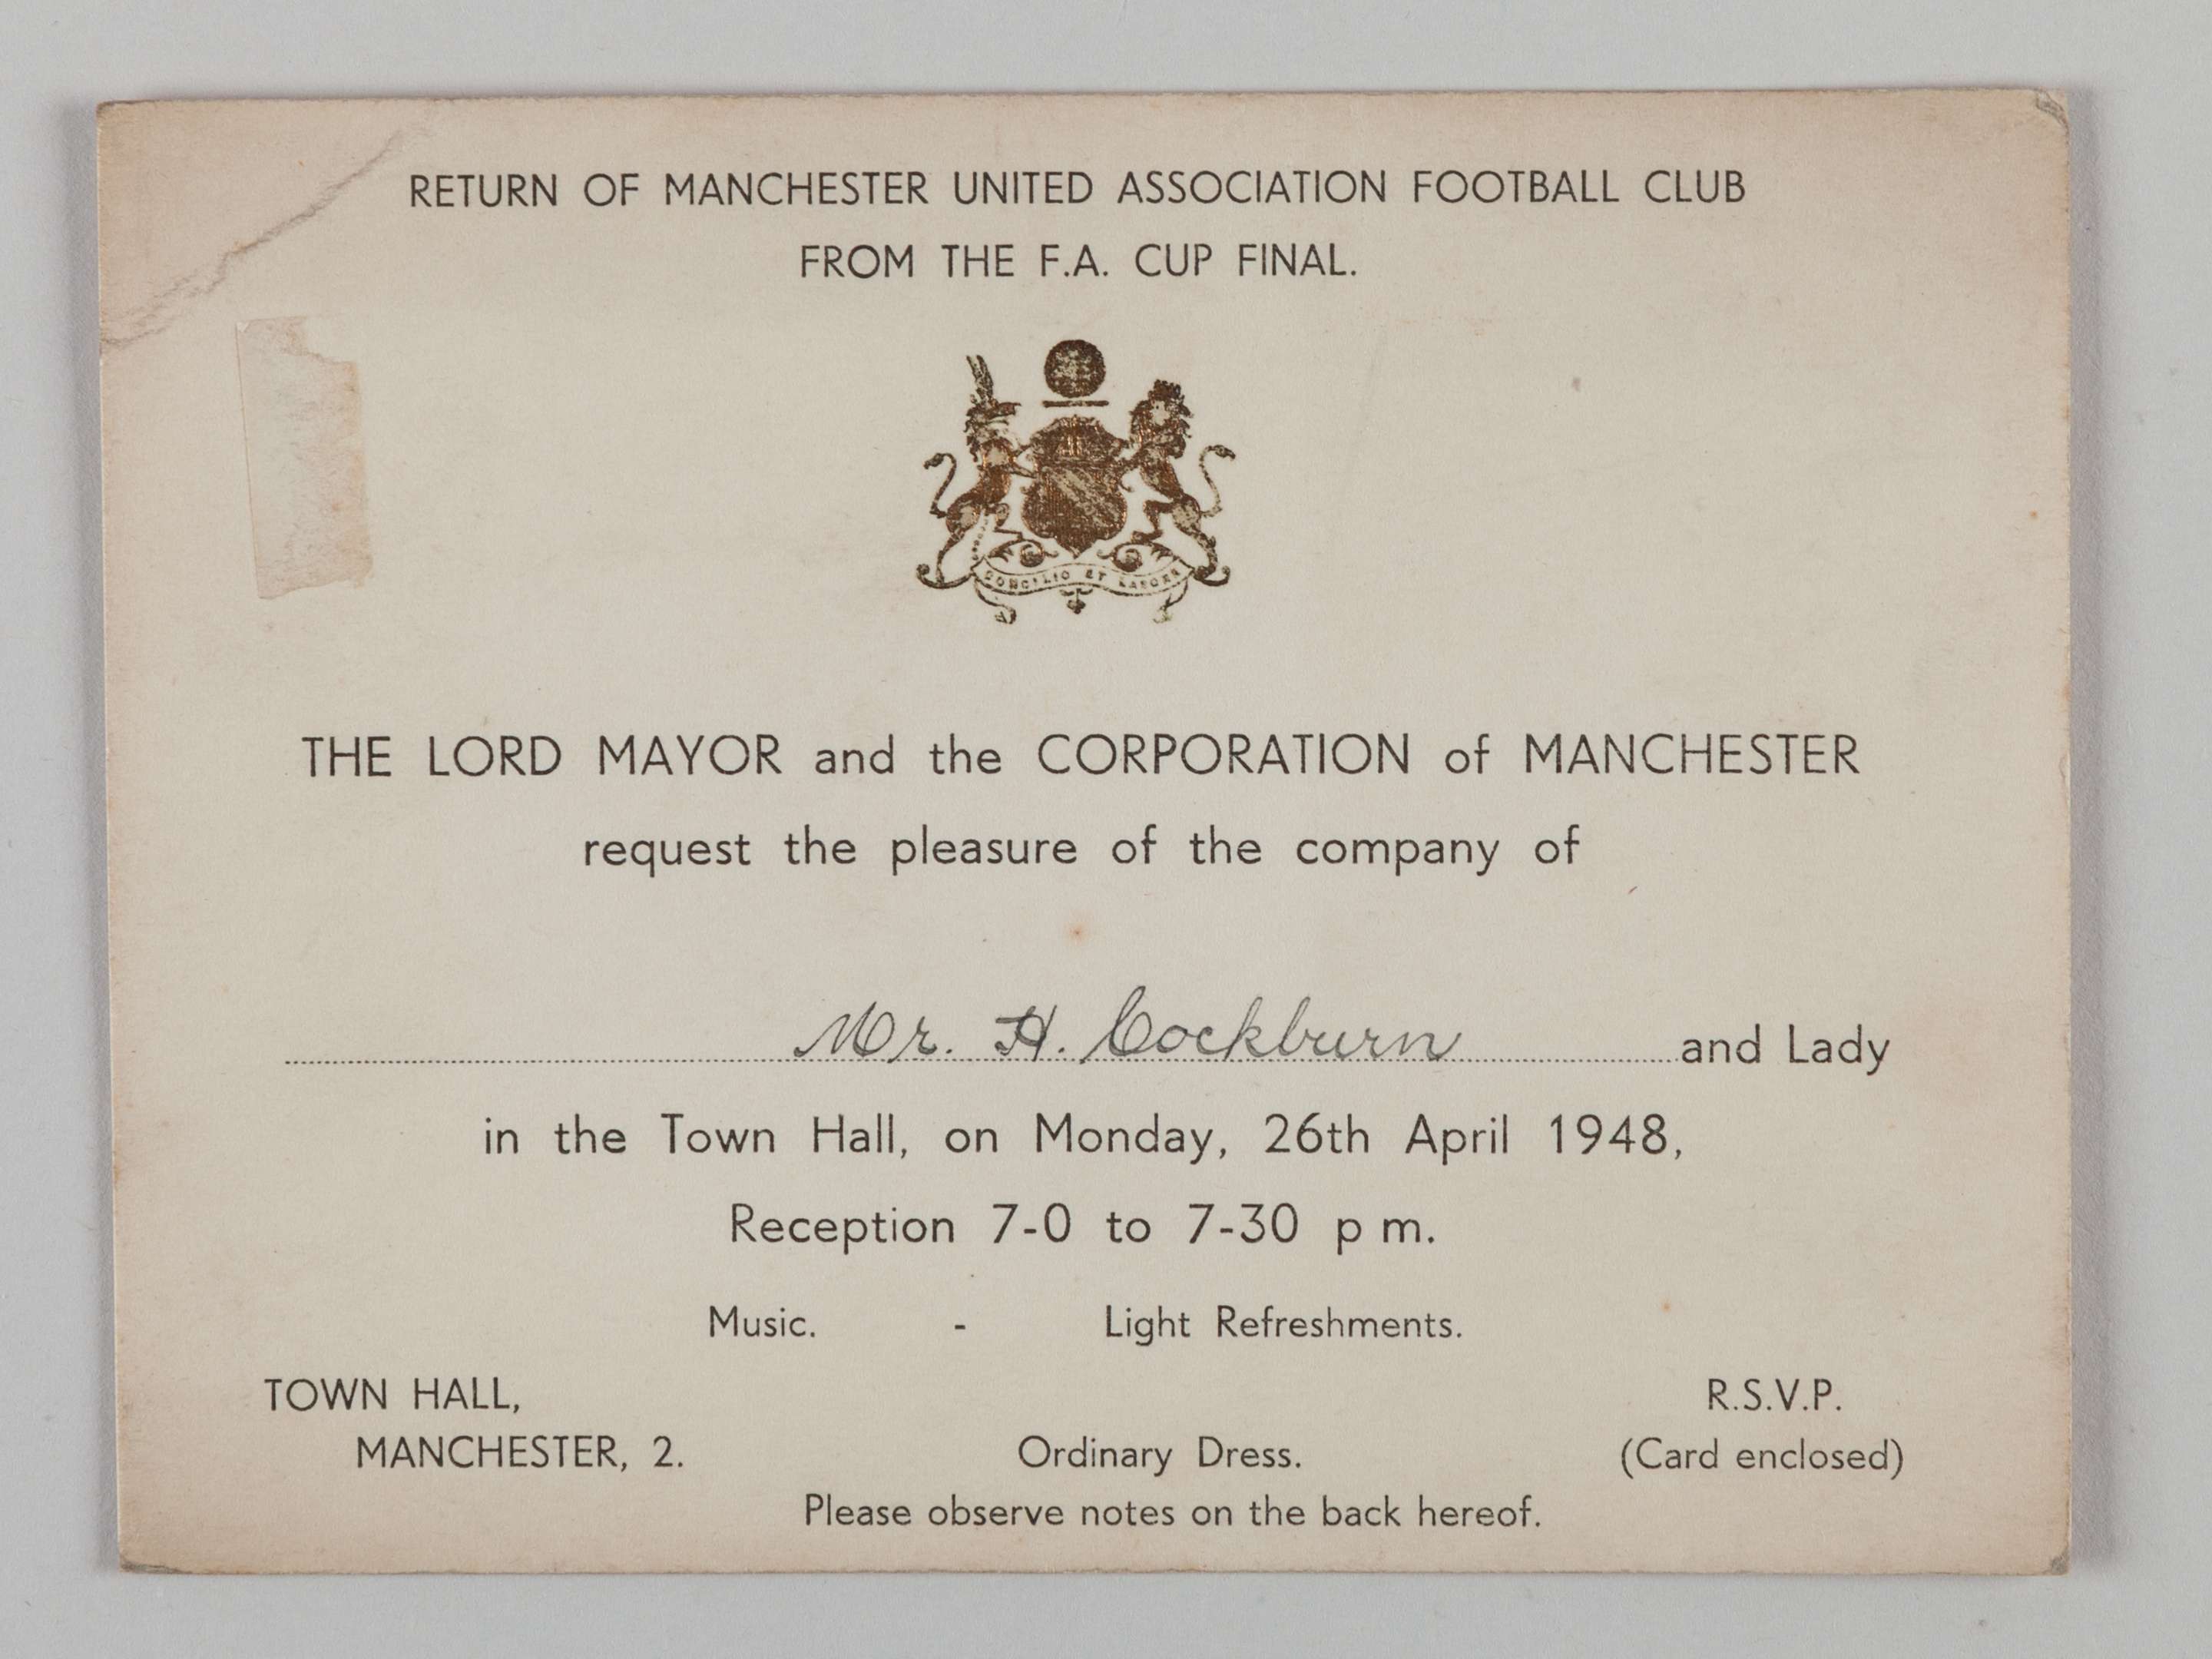 RETURN OF MANCHESTER UNITED ASSOCIATION FOOTBALL CLUB
FROM THE F.A. CUP FINAL.
CONCILIO ET LABORE
THE LORD MAYOR and the CORPORATION of MANCHESTER
request the pleasure of the company of
Mr. H. Cockburn and Lady
in the Town Hall, on Monday, 26th April 1948,
Reception 7-0 to 7-30 p m.
Music. - Light Refreshments.
TOWN HALL, R.S.V.P.
MANCHESTER, 2. Ordinary Dress. (Card enclosed)
Please observe notes on the back hereof.